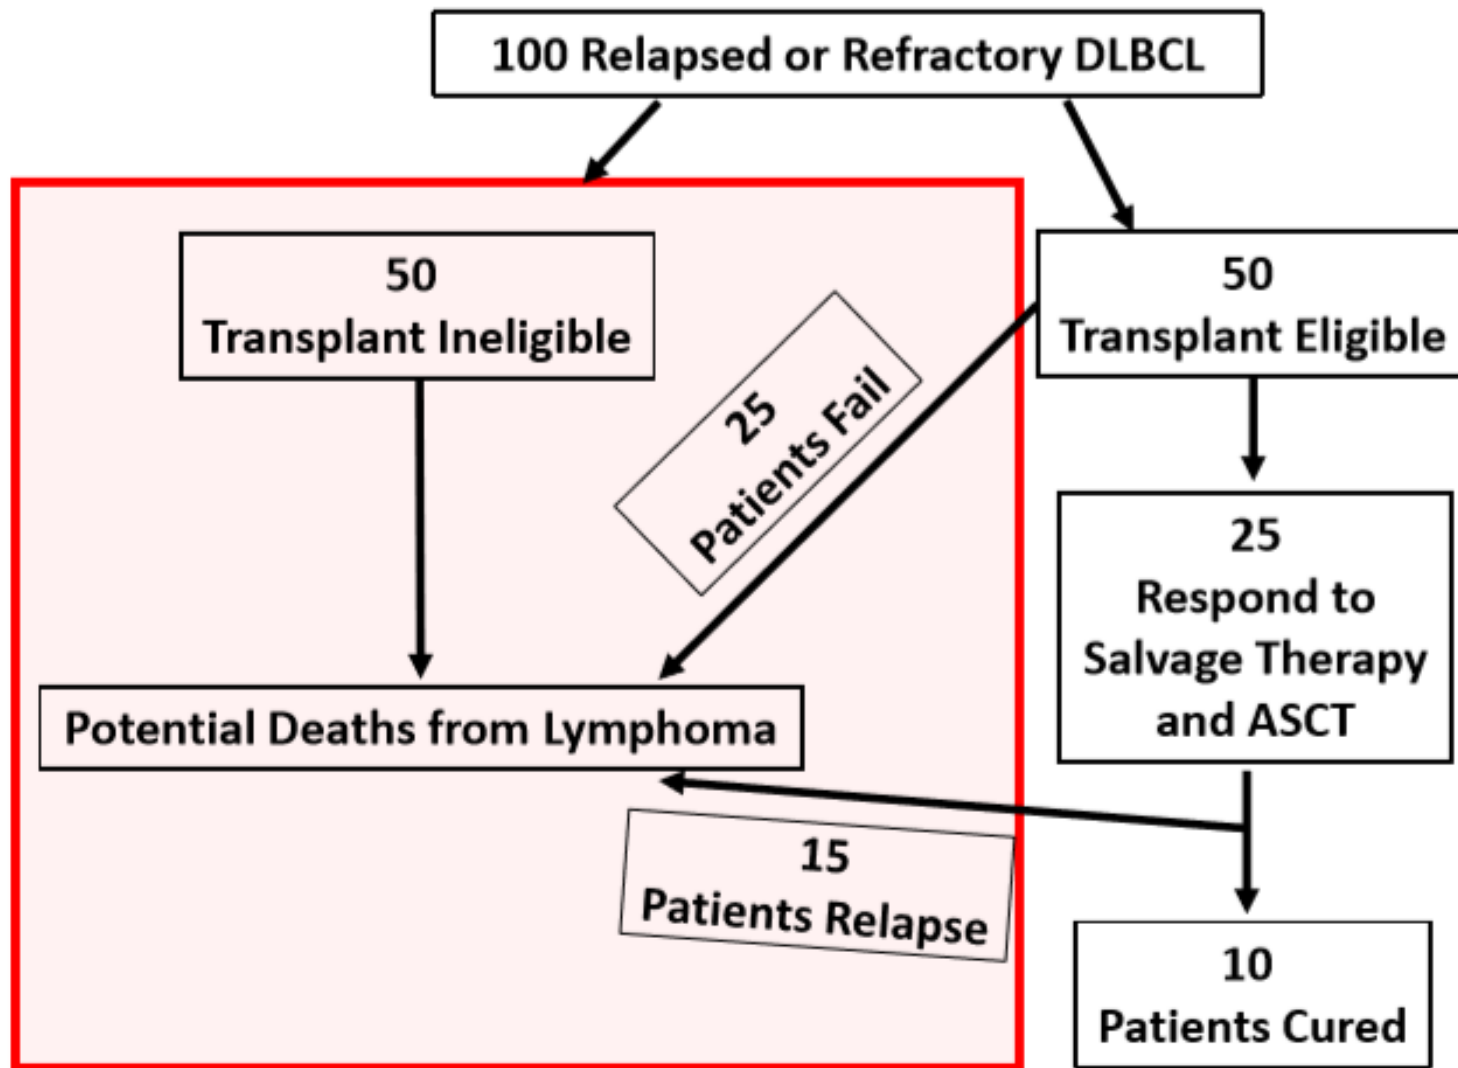 100 Relapsed or Refractory DLBCL
50
Transplant Ineligible
50
Transplant Eligible
25
Patients Fail
25
Respond to
Salvage Therapy
and ASCT
Potential Deaths from Lymphoma
15
Patients Relapse
10
Patients Cured